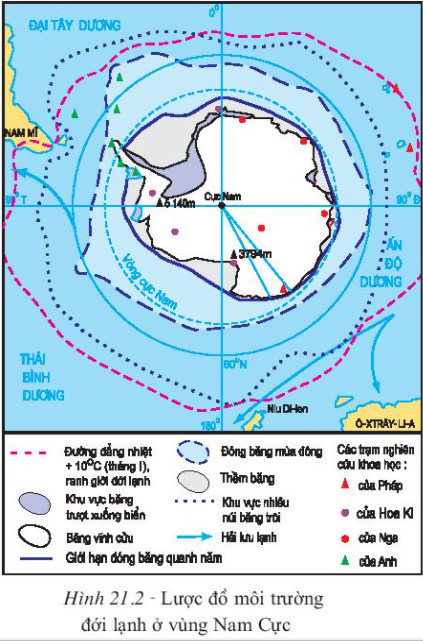 0°
ĐẠI TÂY DƯƠNG
NAM MĨ
Cực Nam
90° T
5 140m
90° Đ
3794m
ẤN
ĐỘ
DƯƠNG
Vòng cực Nam
THÁI
BÌNH
DƯƠNG
60°N
Niu Di-len
180°
Ô-XTRÂY-LI-A
Đường đẳng nhiệt
+ 10°C (tháng I),
ranh giới đới lạnh
Khu vực băng
trượt xuống biển
Băng vĩnh cửu
Giới hạn đóng băng quanh năm
Đóng băng mùa đông
Thềm băng
Khu vực nhiều
núi băng trôi
Hải lưu lạnh
Các trạm nghiên
cứu khoa học :
của Pháp
của Hoa Kì
của Nga
của Anh
Hình 21.2 - Lược đồ môi trường
đới lạnh ở vùng Nam Cực